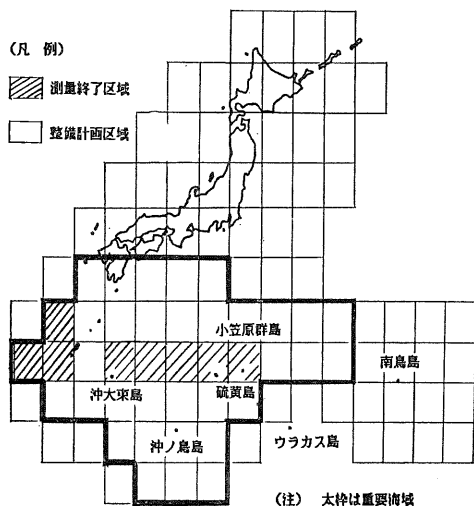 (凡 例)
測量終了区域
整備計画区域
小笠原群島
南鳥島
沖大東島
硫黄島
沖ノ鳥島
ウラカス島
(注) 太枠は重要海域